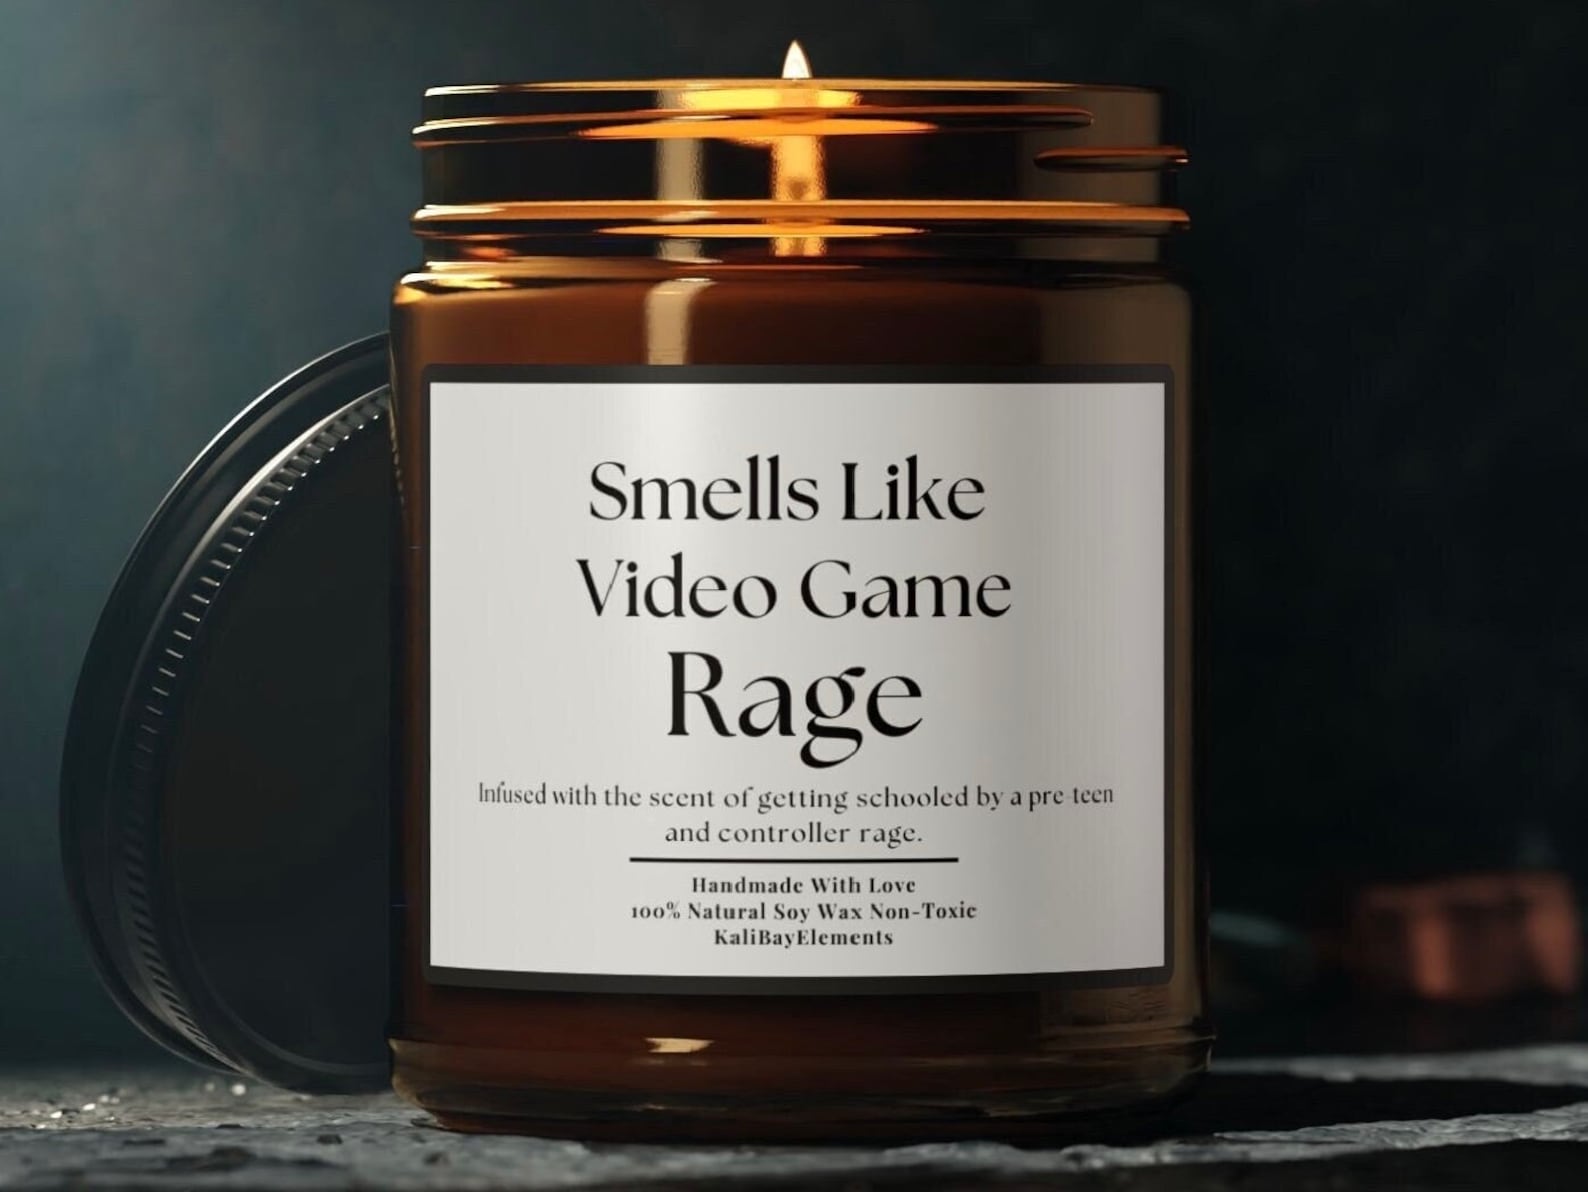 Smells Like
Video Game
Rage
Infused with the scent of getting schooled by a pre-teen
and controller rage.
Handmade With Love
100% Natural Soy Wax Non-Toxic
KaliBayElements